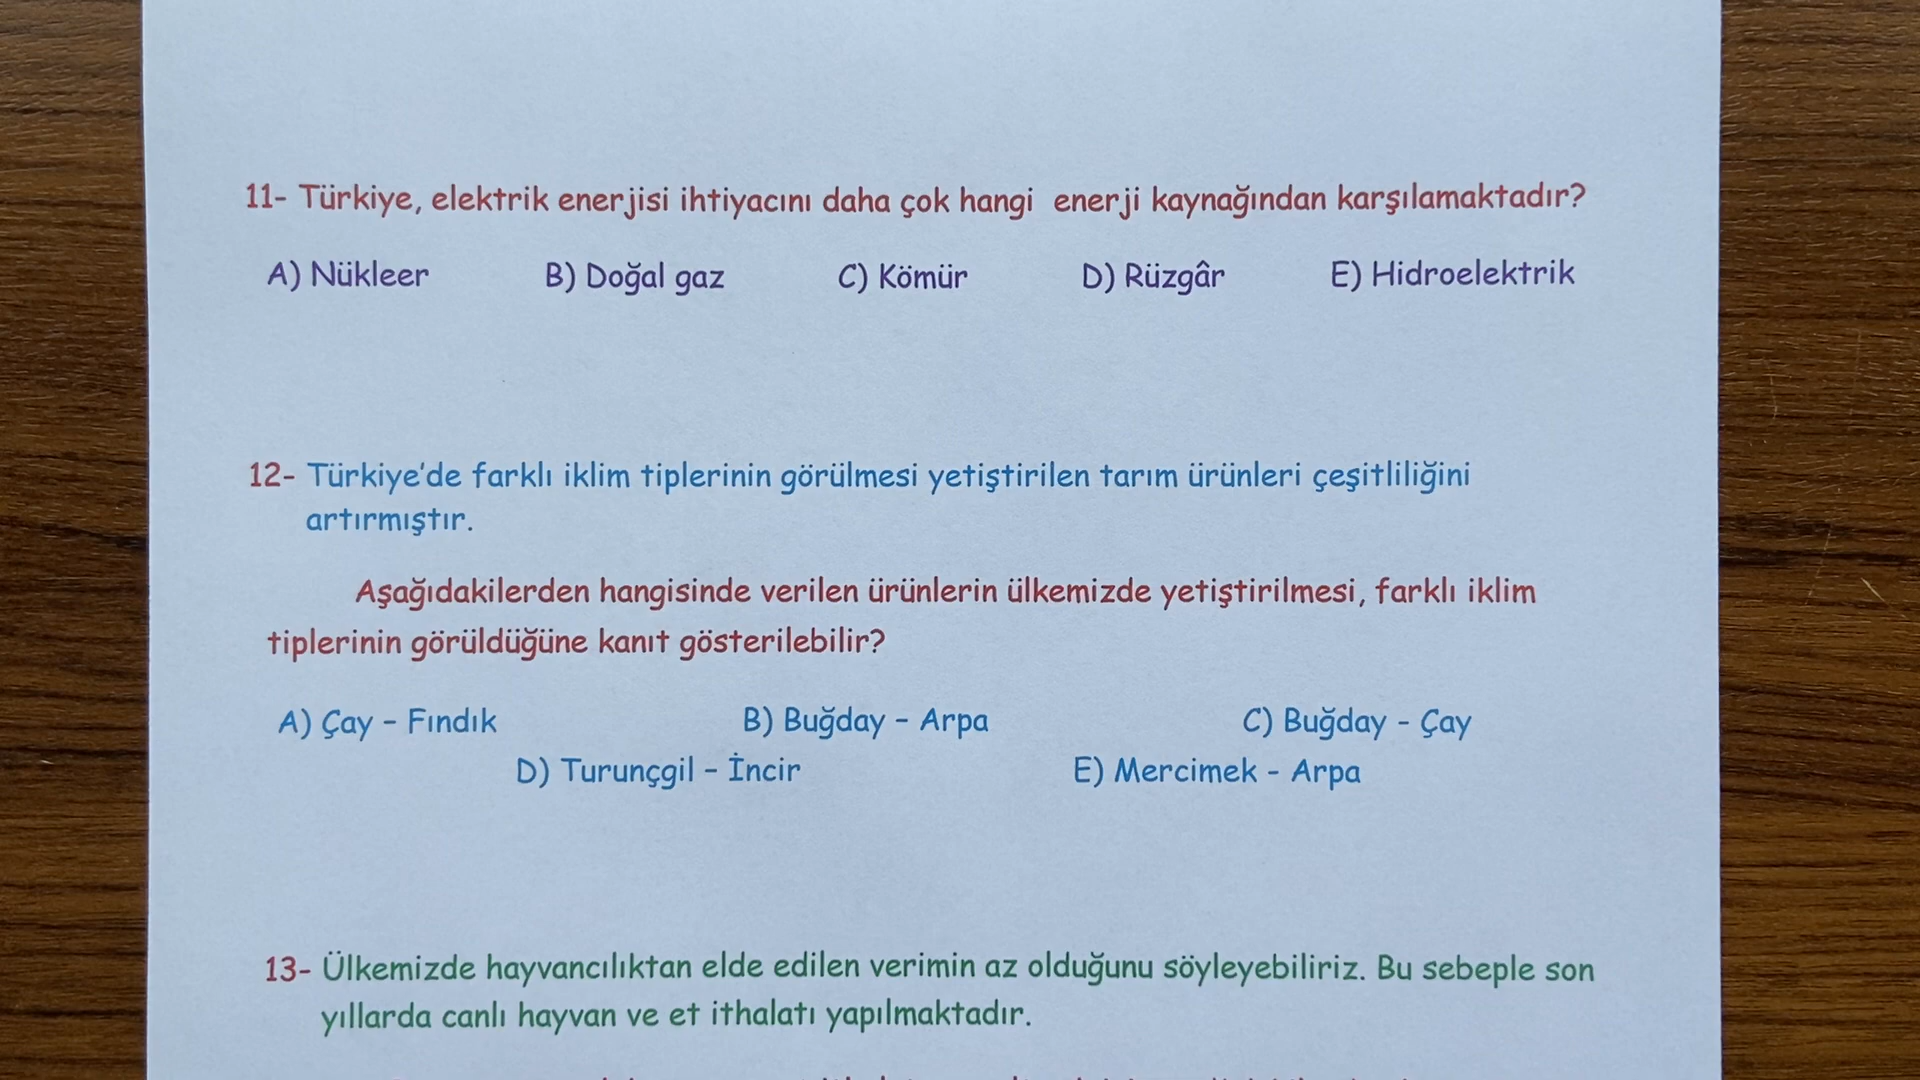 11- Türkiye, elektrik enerjisi ihtiyacını daha çok hangi enerji kaynağından karşılamaktadır?
A) Nükleer B) Doğal gaz C) Kömür D) Rüzgâr E) Hidroelektrik
12- Türkiye'de farklı iklim tiplerinin görülmesi yetiştirilen tarım ürünleri çeşitliliğini
artırmıştır.
Aşağıdakilerden hangisinde verilen ürünlerin ülkemizde yetiştirilmesi, farklı iklim
tiplerinin görüldüğüne kanıt gösterilebilir?
A) Çay - Fındık B) Buğday - Arpa C) Buğday - Çay
D) Turunçgil - İncir E) Mercimek - Arpa
13- Ülkemizde hayvancılıktan elde edilen verimin az olduğunu söyleyebiliriz. Bu sebeple son
yıllarda canlı hayvan ve et ithalatı yapılmaktadır.